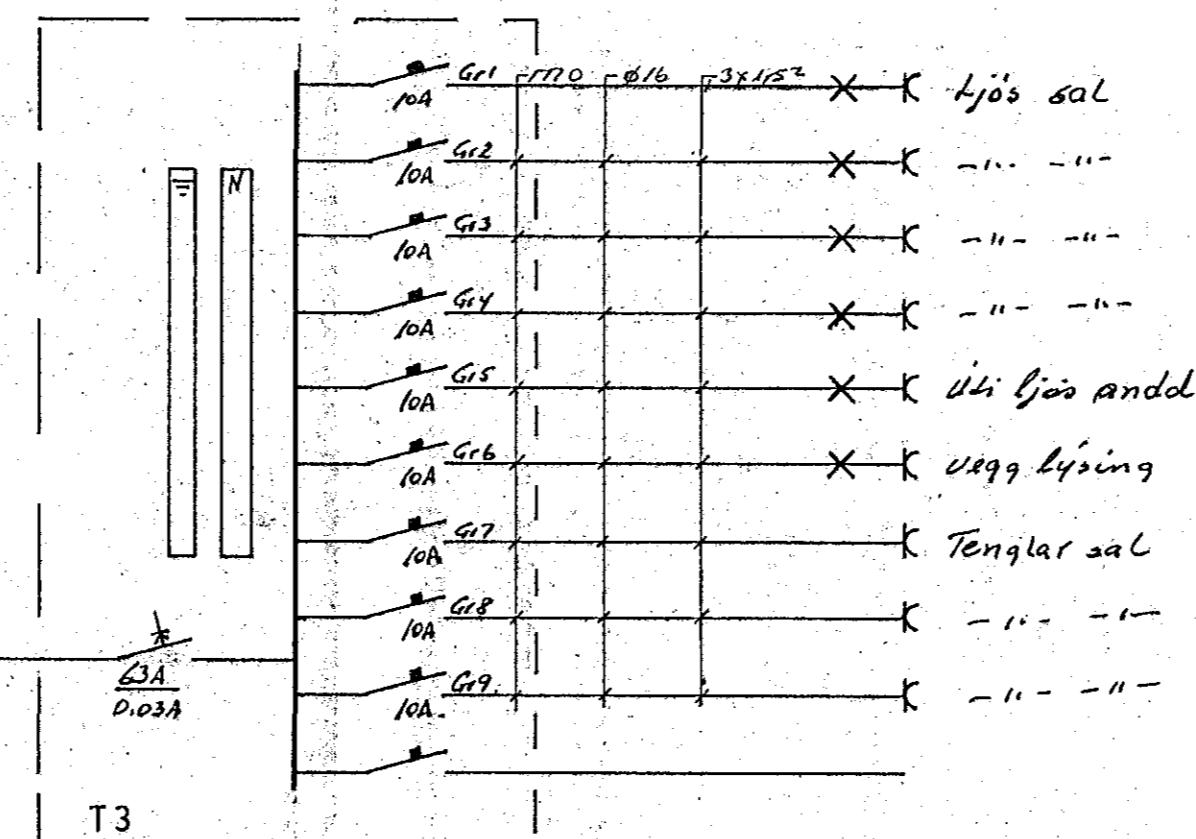 Gr1 ΓΠ0 ø16 3x1,5² Ljós sal
10A
Gr2 -"- -"-
10A
N
Gr3 -"- -"-
10A
Gr4 -"- -"-
10A
Gr5 Úti ljós andd
10A
Gr6 vegg lýsing
10A
Gr7 Tenglar sal
10A
Gr8 -"- -"-
10A
63A
0.03A
Gr9. -"- -"-
10A.
T3